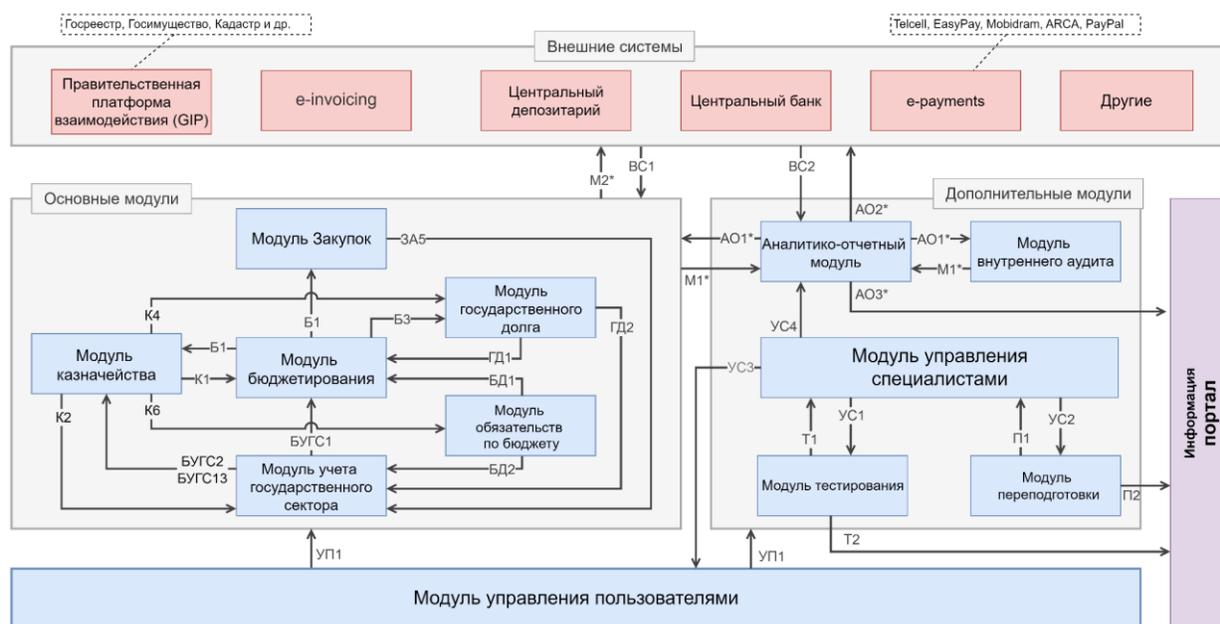 Госреестр, Госимущество, Кадастр и др.
Telcell, EasyPay, Mobidram, ARCA, PayPal
Внешние системы
Правительственная
платформа
взаимодействия (GIP)
e-invoicing
Центральный
депозитарий
Центральный банк
e-payments
Другие
М2*
ВС1
ВС2
АО2*
Основные модули
Дополнительные модули
Модуль Закупок
ЗА5
АО1*
М1*
Аналитико-отчетный
модуль
АО1*
М1*
Модуль
внутреннего аудита
АО3*
К4
Б1
Б3
Модуль
государственного
долга
ГД2
УС4
Модуль
казначейства
Б1
К1
Модуль
бюджетирования
ГД1
БД1
УС3
Модуль управления
специалистами
К2
К6
Модуль
обязательств
по бюджету
БУГС1
БД2
Т1
УС1
П1
УС2
БУГС2
БУГС13
Модуль учета
государственного
сектора
Модуль тестирования
Модуль
переподготовки
П2
Т2
УП1
УП1
Модуль управления пользователями
Информация
портал